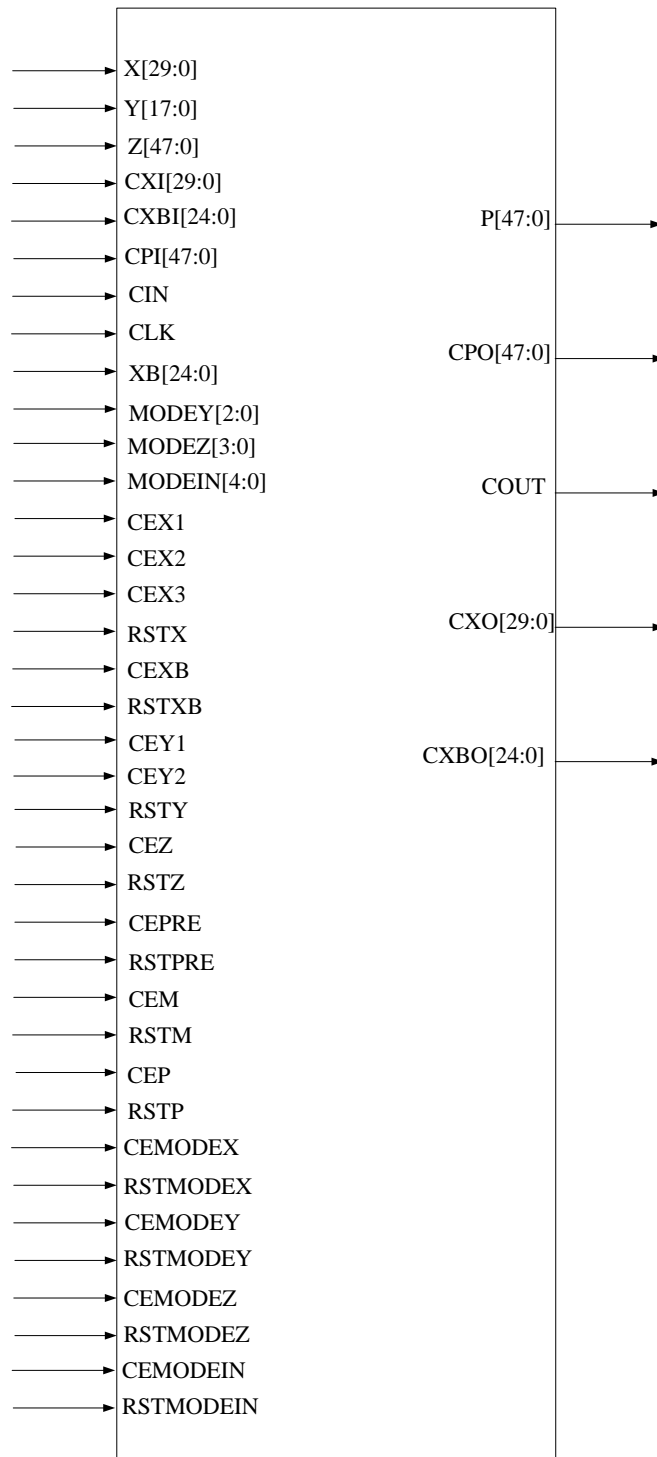 X[29:0]
Y[17:0]
Z[47:0]
CXI[29:0]
CXBI[24:0]
CPI[47:0]
CIN
CLK
XB[24:0]
MODEY[2:0]
MODEZ[3:0]
MODEIN[4:0]
CEX1
CEX2
CEX3
RSTX
CEXB
RSTXB
CEY1
CEY2
RSTY
CEZ
RSTZ
CEPRE
RSTPRE
CEM
RSTM
CEP
RSTP
CEMODEX
RSTMODEX
CEMODEY
RSTMODEY
CEMODEZ
RSTMODEZ
CEMODEIN
RSTMODEIN
P[47:0]
CPO[47:0]
COUT
CXO[29:0]
CXBO[24:0]